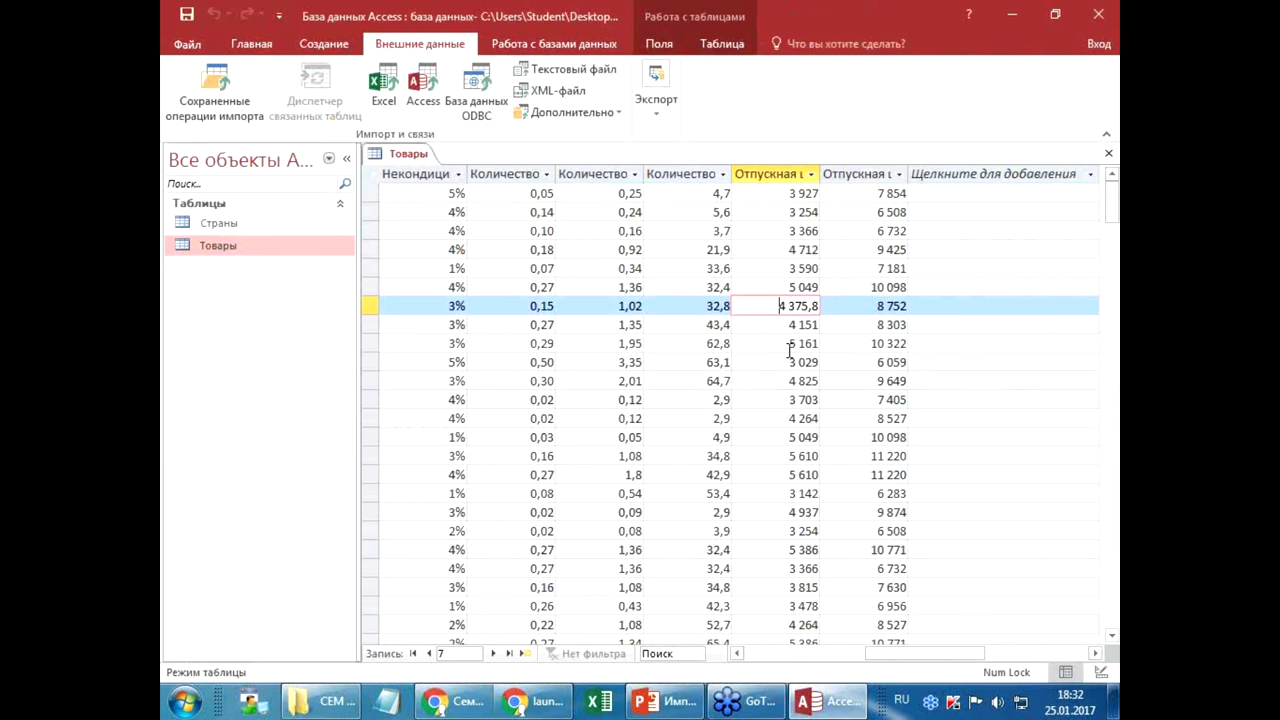 База данных Access : база данных- C:\Users\Student\Desktop...
Работа с таблицами
Файл Главная Создание Внешние данные Работа с базами данных Поля Таблица Что вы хотите сделать? Вход
Сохраненные операции импорта
Диспетчер связанных таблиц
Excel
Access
База данных ODBC
Текстовый файл
XML-файл
Дополнительно
Экспорт
Импорт и связи
Все объекты A...
Поиск...
Таблицы
Страны
Товары
Товары
Некондици Количество Количество Количество Отпускная ц Отпускная ц Щелкните для добавления
5% 0,05 0,25 4,7 3 927 7 854
4% 0,14 0,24 5,6 3 254 6 508
4% 0,10 0,16 3,7 3 366 6 732
4% 0,18 0,92 21,9 4 712 9 425
1% 0,07 0,34 33,6 3 590 7 181
4% 0,27 1,36 32,4 5 049 10 098
3% 0,15 1,02 32,8 4 375,8 8 752
3% 0,27 1,35 43,4 4 151 8 303
3% 0,29 1,95 62,8 5 161 10 322
5% 0,50 3,35 63,1 3 029 6 059
3% 0,30 2,01 64,7 4 825 9 649
4% 0,02 0,12 2,9 3 703 7 405
4% 0,02 0,12 2,9 4 264 8 527
1% 0,03 0,05 4,9 5 049 10 098
3% 0,16 1,08 34,8 5 610 11 220
4% 0,27 1,8 42,9 5 610 11 220
1% 0,08 0,54 53,4 3 142 6 283
3% 0,02 0,09 2,9 4 937 9 874
2% 0,02 0,08 3,9 3 254 6 508
4% 0,27 1,36 32,4 5 386 10 771
4% 0,27 1,36 32,4 3 366 6 732
3% 0,16 1,08 34,8 3 815 7 630
1% 0,26 0,43 42,3 3 478 6 956
2% 0,22 1,08 52,7 4 264 8 527
2% 0,27 1,34 65,4 5 386 10 771
Запись: 7 Нет фильтра Поиск
Режим таблицы Num Lock
СЕМ ... Сем... laun... Имп... GoT... Acce... RU 18:32
25.01.2017